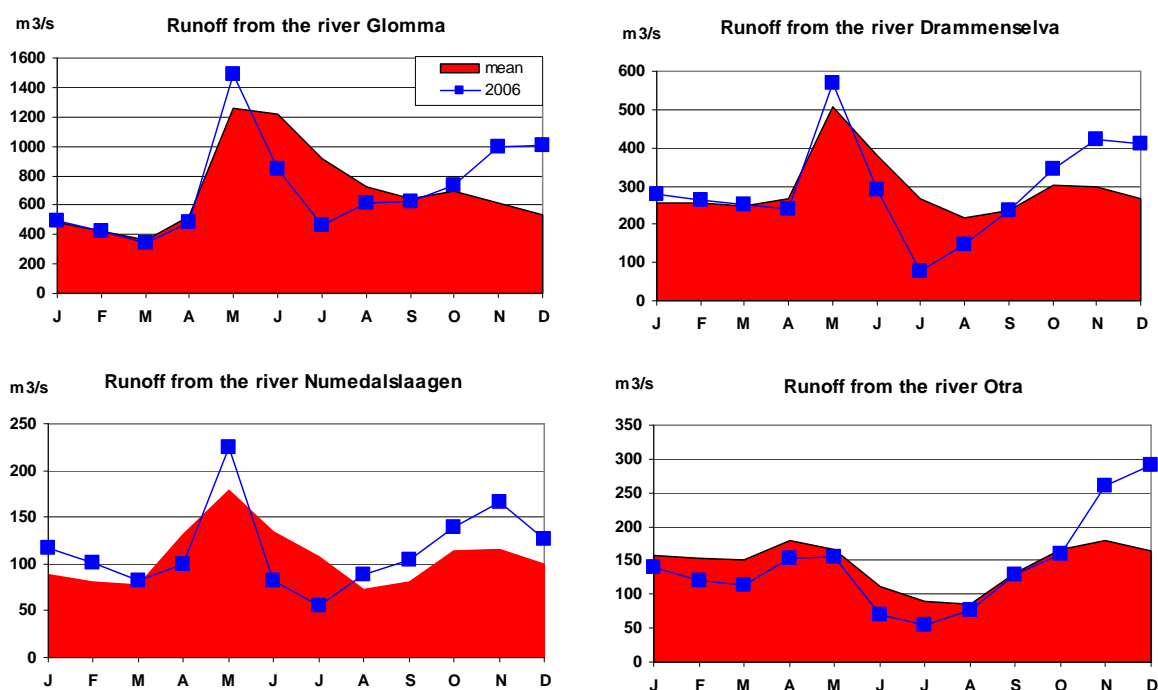 m3/s
Runoff from the river Glomma
1600
1400
1200
1000
800
600
400
200
0
J F M A M J J A S O N D
mean
2006
m3/s
Runoff from the river Drammenselva
600
500
400
300
200
100
0
J F M A M J J A S O N D
m3/s
Runoff from the river Numedalslaagen
250
200
150
100
50
0
J F M A M J J A S O N D
m3/s
Runoff from the river Otra
350
300
250
200
150
100
50
0
J F M A M J J A S O N D